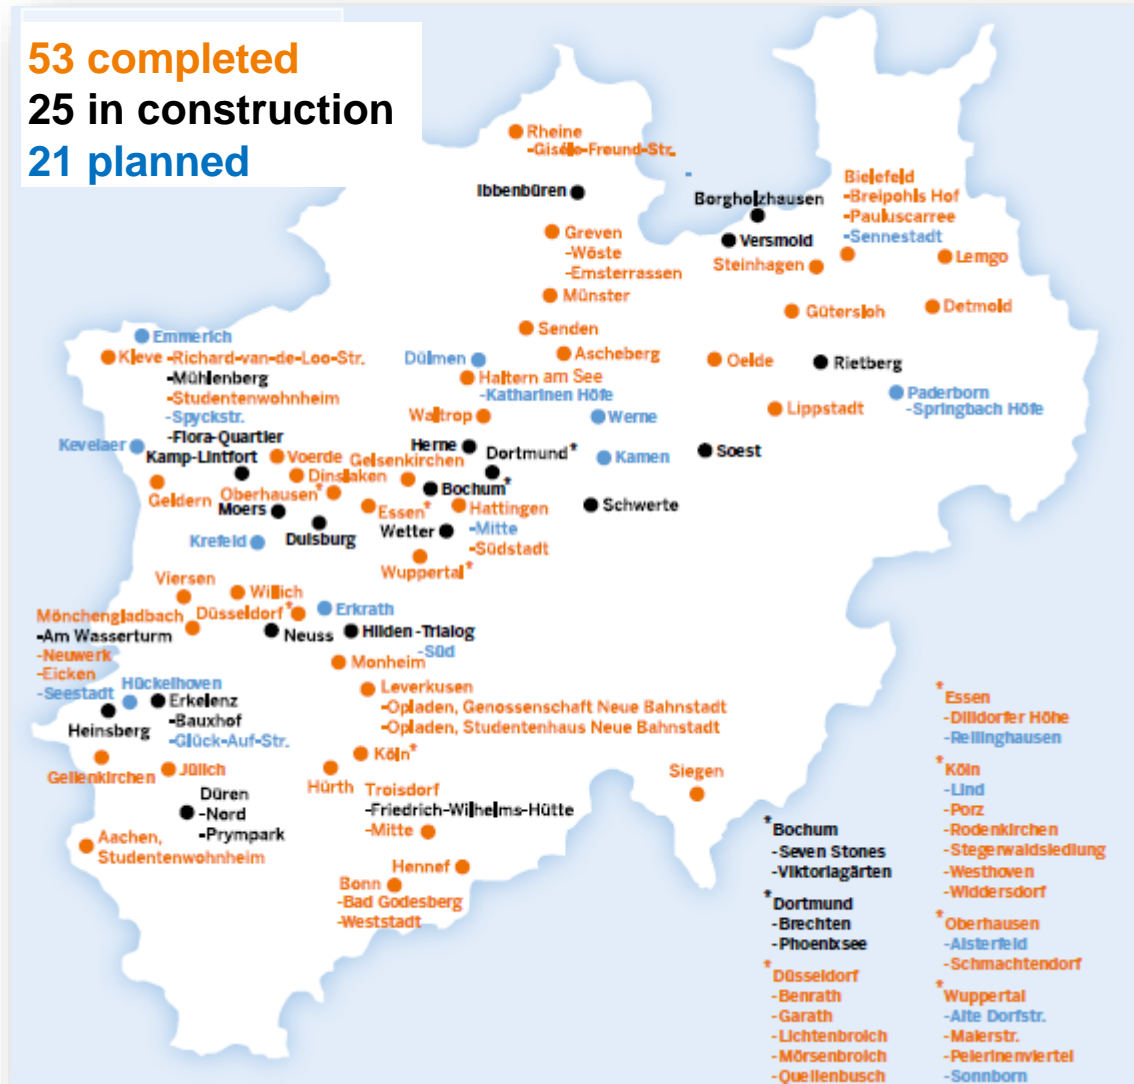 53 completed
25 in construction
21 planned
Rheine
-Gisèle-Freund-Str.
Ibbenbüren
Borgholzhausen
Versmold
Bielefeld
-Breipohls Hof
-Pauluscarree
-Sennestadt
Greven
-Wöste
-Emsterrassen
Steinhagen
Lemgo
Münster
Gütersloh
Detmold
Senden
Emmerich
Kleve -Richard-van-de-Loo-Str.
-Mühlenberg
-Studentenwohnheim
-Spyckstr.
-Flora-Quartier
Dülmen
Ascheberg
Oelde
Rietberg
Haltern am See
-Katharinen Höfe
Paderborn
-Springbach Höfe
Waltrop
Werne
Lippstadt
Kevelaer
Kamp-Lintfort
Voerde
Gelsenkirchen
Herne
Dortmund*
Kamen
Soest
Geldern
Dinslaken
Oberhausen*
Bochum*
Moers
Essen*
Hattingen
-Mitte
-Südstadt
Schwerte
Duisburg
Wetter
Krefeld
Wuppertal*
Viersen
Willich
Mönchengladbach
-Am Wasserturm
-Neuwerk
-Eicken
-Seestadt
Düsseldorf*
Erkrath
Neuss
Hilden -Trialog
-Süd
Monheim
Hückelhoven
Erkelenz
-Bauxhof
-Glück-Auf-Str.
Leverkusen
-Opladen, Genossenschaft Neue Bahnstadt
-Opladen, Studentenhaus Neue Bahnstadt
Heinsberg
Köln*
Geilenkirchen
Jülich
Hürth
Siegen
Düren
-Nord
-Prympark
Troisdorf
-Friedrich-Wilhelms-Hütte
-Mitte
Aachen,
Studentenwohnheim
Hennef
Bonn
-Bad Godesberg
-Weststadt
*Bochum
-Seven Stones
-Viktoriagärten
*Dortmund
-Brechten
-Phoenixsee
*Düsseldorf
-Benrath
-Garath
-Lichtenbroich
-Mörsenbroich
-Quellenbusch
*Essen
-Dilldorfer Höhe
-Rellinghausen
*Köln
-Lind
-Porz
-Rodenkirchen
-Stegerwaldsiedlung
-Westhoven
-Widdersdorf
*Oberhausen
-Alsterfeld
-Schmachtendorf
*Wuppertal
-Alte Dorfstr.
-Malerstr.
-Pelerinenviertel
-Sonnborn